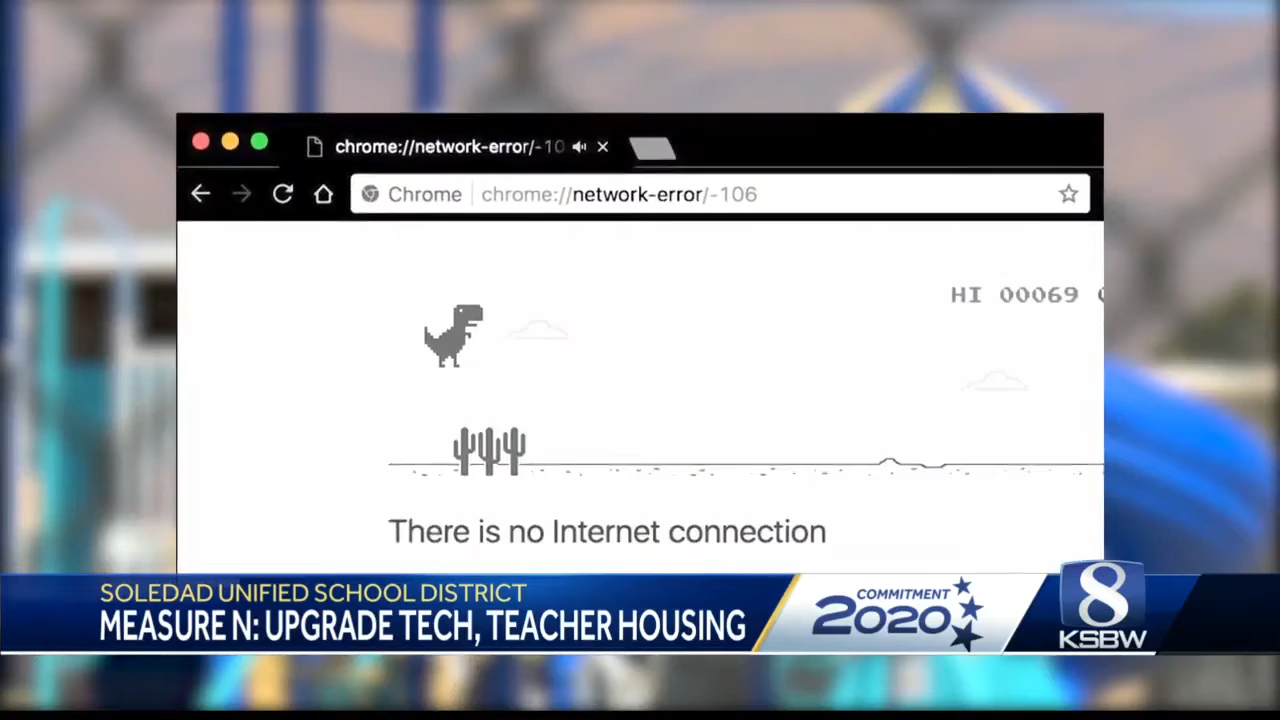 chrome://network-error/-10
Chrome chrome://network-error/-106
HI 00069
There is no Internet connection
SOLEDAD UNIFIED SCHOOL DISTRICT
MEASURE N: UPGRADE TECH, TEACHER HOUSING
COMMITMENT
2020
8
KSBW